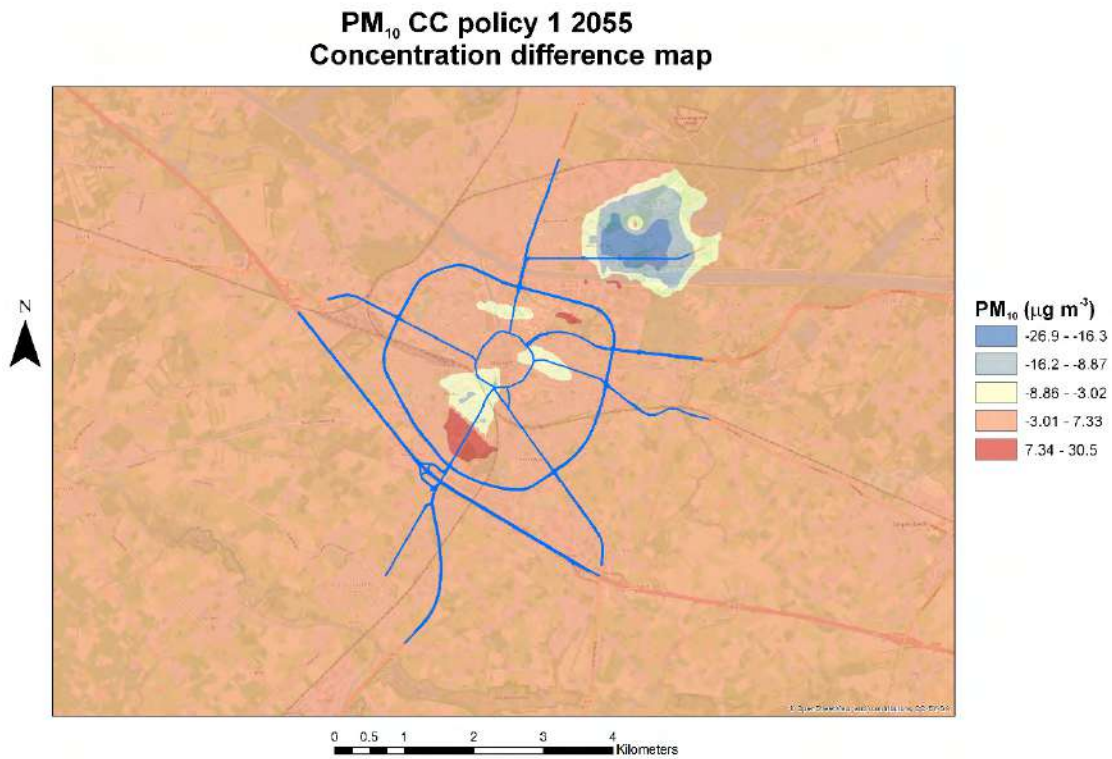 PM₁₀ CC policy 1 2055
Concentration difference map
N
PM₁₀ (µg m⁻³)
-26.9 - -16.3
-16.2 - -8.87
-8.86 - -3.02
-3.01 - 7.33
7.34 - 30.5
0 0.5 1 2 3 4
Kilometers